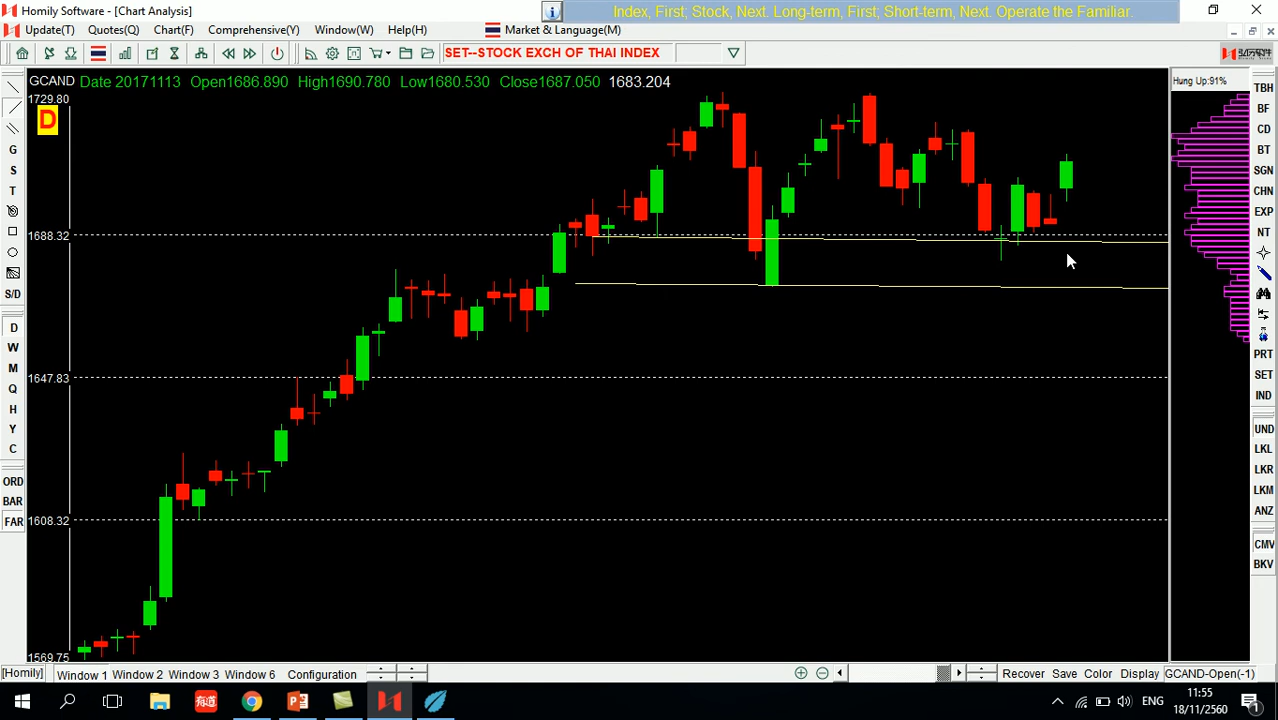 Homily Software - [Chart Analysis]
Index, First; Stock, Next. Long-term, First; Short-term, Next. Operate the Familiar.
Update(T) Quotes(Q) Chart(F) Comprehensive(Y) Window(W) Help(H) Market & Language(M)
SET--STOCK EXCH OF THAI INDEX
GCAND Date 20171113 Open1686.890 High1690.780 Low1680.530 Close1687.050 1683.204
Hung Up:91%
1729.80
D
1688.32
1647.83
1608.32
1569.75
G
S
T
S/D
D
W
M
Q
H
Y
C
ORD
BAR
FAR
TBH
BF
CD
BT
SGN
CHN
EXP
NT
PRT
SET
IND
UND
LKL
LKR
LKM
ANZ
CMV
BKV
[Homily] Window 1 Window 2 Window 3 Window 6 Configuration Recover Save Color Display GCAND-Open(-1)
有道
ENG
11:55
18/11/2560
1